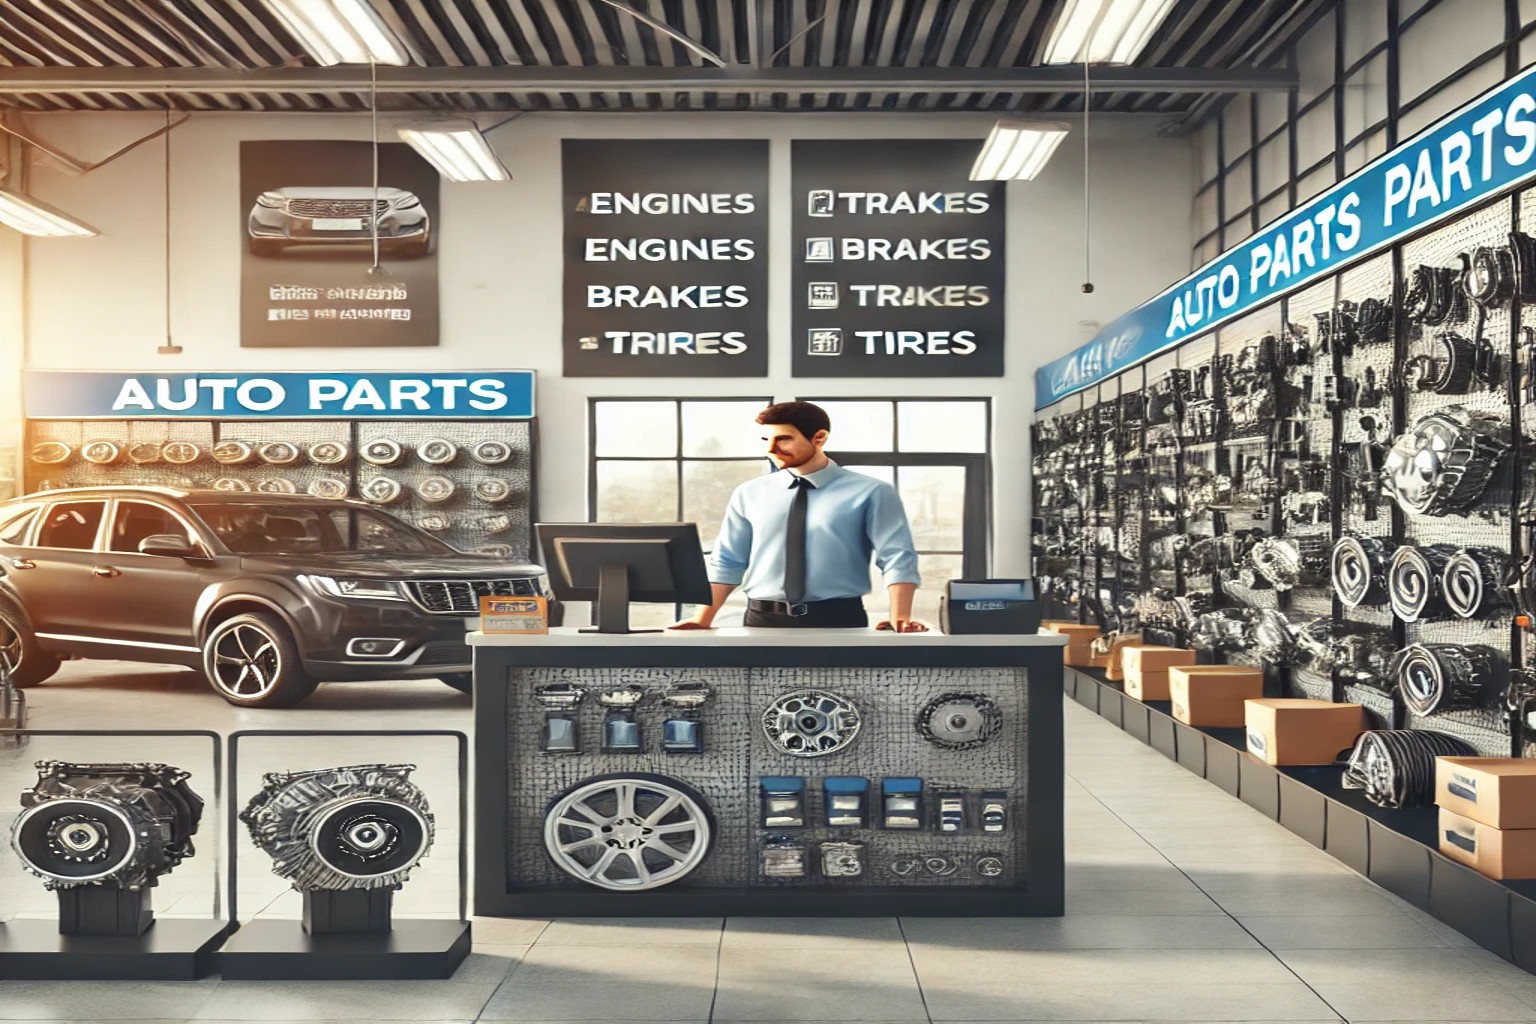 ENGINES
ENGINES
BRAKES
TRIRES
TRAKES
BRAKES
TRAKES
TIRES
AUTO PARTS
AUTO PARTS PARTS